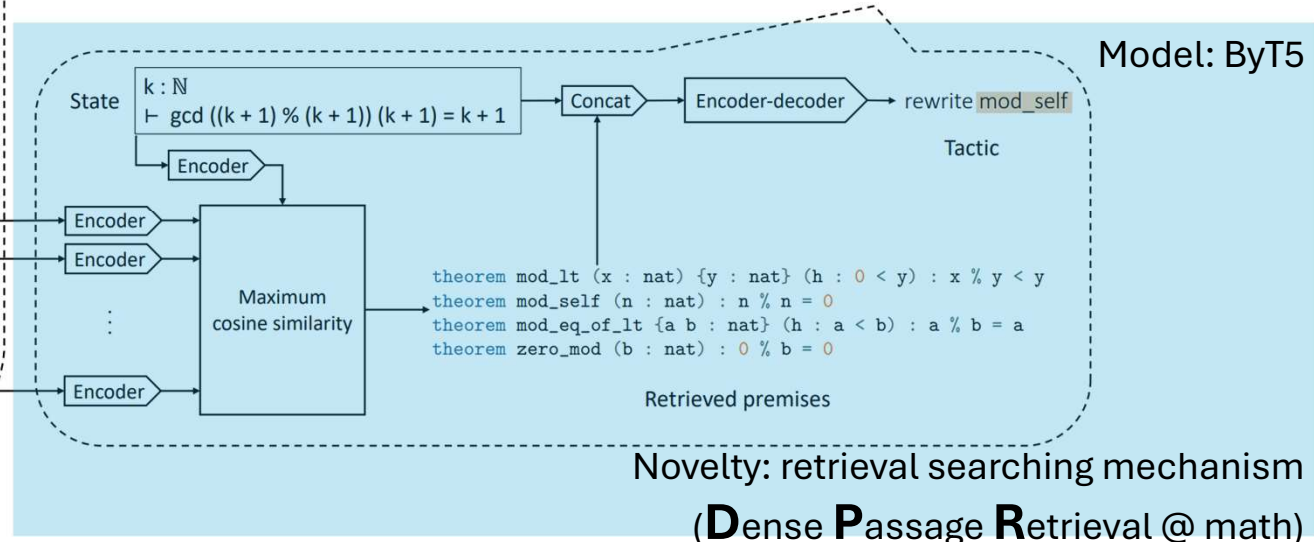 Model: ByT5
State
k : ℕ
⊢ gcd ((k + 1) % (k + 1)) (k + 1) = k + 1
Concat
Encoder-decoder
rewrite mod_self
Tactic
Encoder
Encoder
Encoder
⋮
Encoder
Maximum
cosine similarity
theorem mod_lt (x : nat) {y : nat} (h : 0 < y) : x % y < y
theorem mod_self (n : nat) : n % n = 0
theorem mod_eq_of_lt {a b : nat} (h : a < b) : a % b = a
theorem zero_mod (b : nat) : 0 % b = 0
Retrieved premises
Novelty: retrieval searching mechanism
(Dense Passage Retrieval @ math)